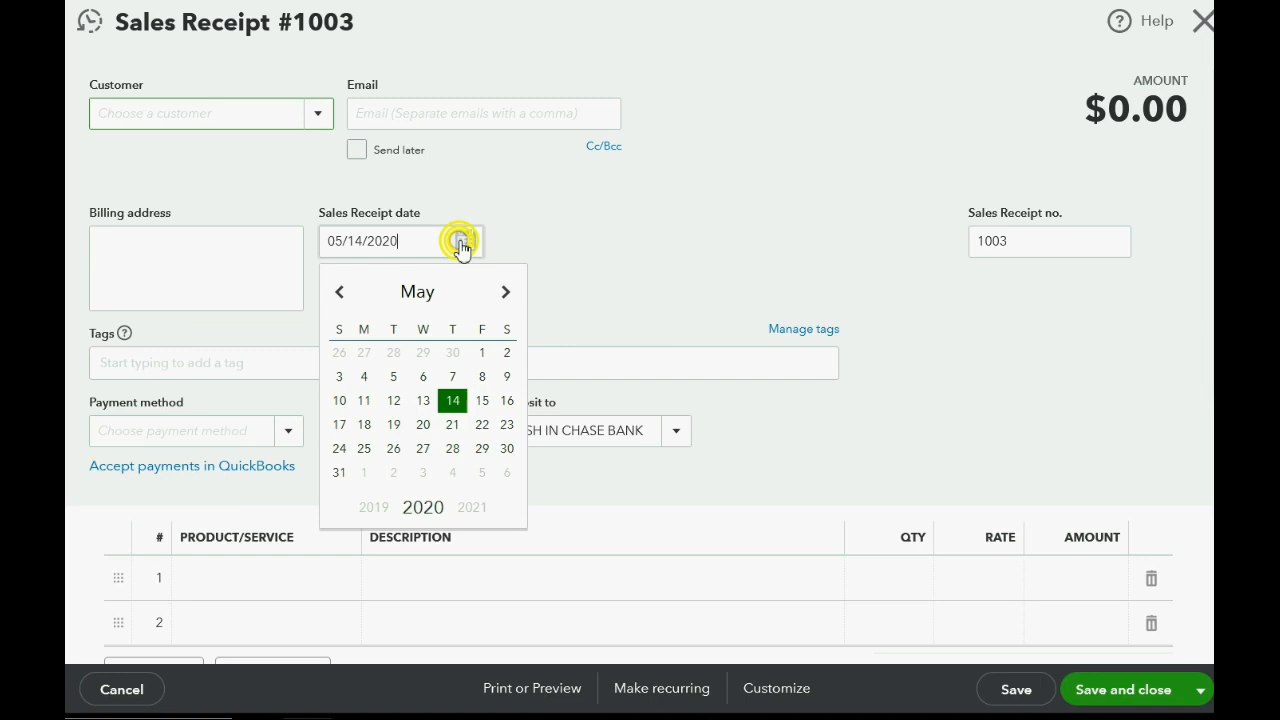 Sales Receipt #1003
Help
Customer
Email
AMOUNT
Choose a customer
Email (Separate emails with a comma)
$0.00
Send later
Cc/Bcc
Billing address
Sales Receipt date
Sales Receipt no.
05/14/2020
1003
May
S M T W T F S
26 27 28 29 30 1 2
3 4 5 6 7 8 9
10 11 12 13 14 15 16
17 18 19 20 21 22 23
24 25 26 27 28 29 30
31 1 2 3 4 5 6
2019 2020 2021
Tags ?
Manage tags
Start typing to add a tag
Payment method
sit to
Choose payment method
SH IN CHASE BANK
Accept payments in QuickBooks
# PRODUCT/SERVICE DESCRIPTION QTY RATE AMOUNT
1
2
Cancel
Print or Preview
Make recurring
Customize
Save
Save and close